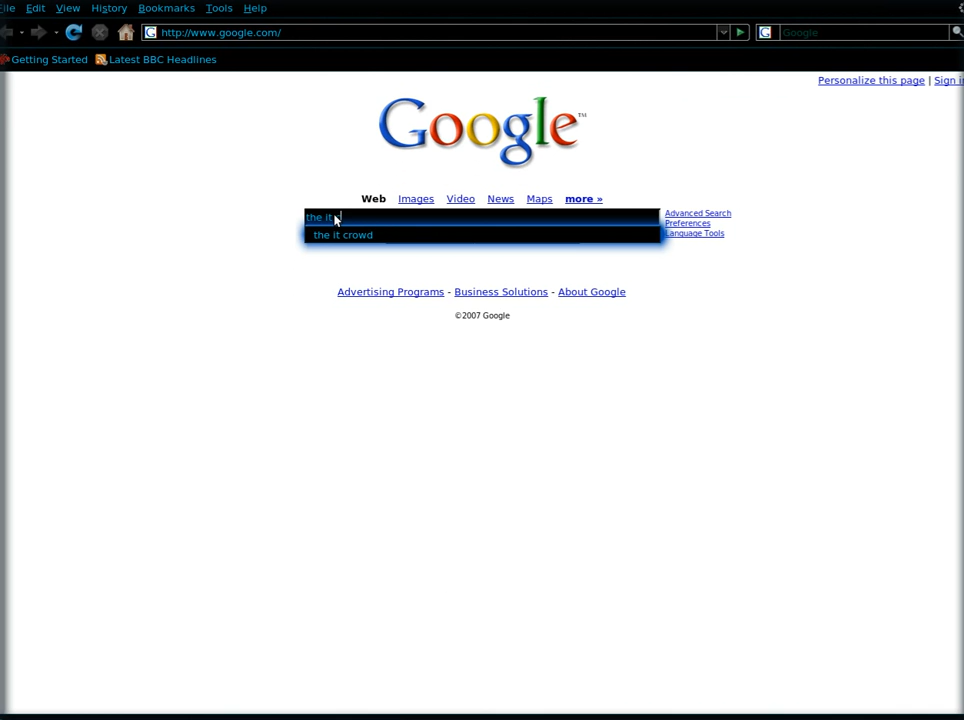 File Edit View History Bookmarks Tools Help
http://www.google.com/ Google
Getting Started Latest BBC Headlines
Personalize this page | Sign in
Google™
Web Images Video News Maps more »
the it
the it crowd
Advanced Search
Preferences
Language Tools
Advertising Programs - Business Solutions - About Google
©2007 Google